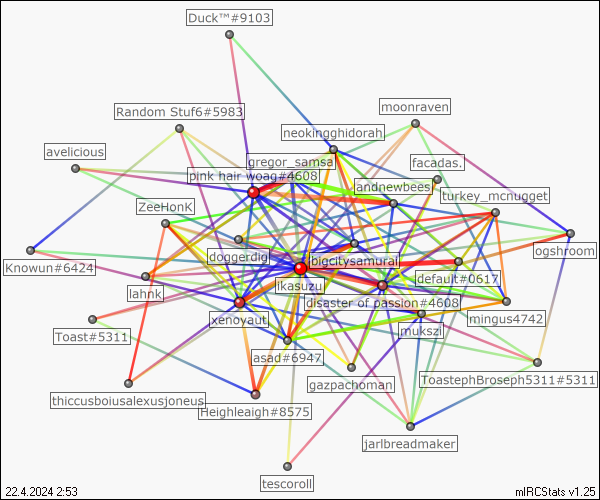 Duck™#9103
moonraven
Random Stuf6#5983
neokingghidorah
avelicious
gregor_samsa
facadas.
pink hair woag#4608
andnewbees
turkey_mcnugget
ZeeHonK
ogshroom
doggerdig
bigcitysamurai
Knowun#6424
default#0617
lahnk
ikasuzu
disaster of passion#4608
mingus4742
xenoyaut
mukszi
Toast#5311
asad#6947
gazpachoman
ToastephBroseph5311#5311
thiccusboiusalexusjoneus
Heighleaigh#8575
jarlbreadmaker
tescoroll
22.4.2024 2:53
mIRCStats v1.25